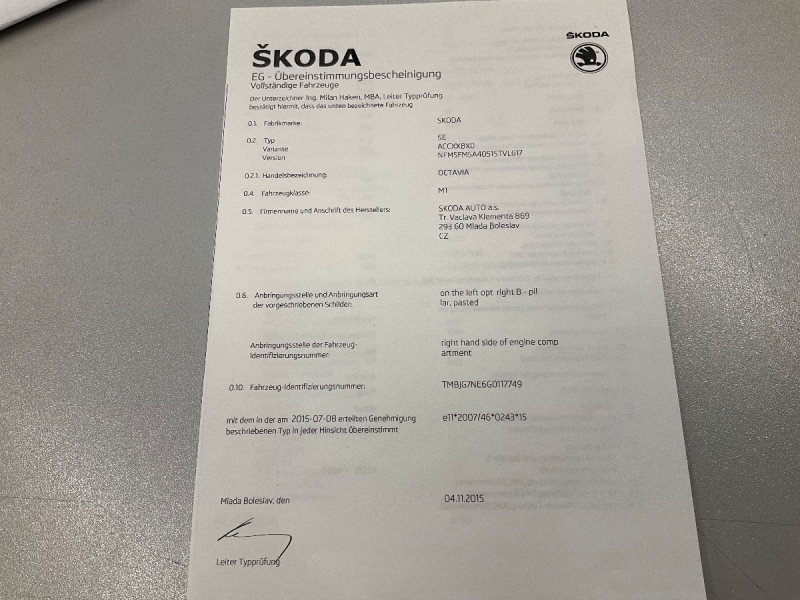 ŠKODA
ŠKODA
EG - Übereinstimmungsbescheinigung
Vollständige Fahrzeuge
Der Unterzeichner Ing. Milan Haken, MBA, Leiter Typprüfung
bestätigt hiermit, dass das unten bezeichnete Fahrzeug
0.1. Fabrikmarke: SKODA
0.2. Typ 5E
Variante ACCXXBX0
Version NFM5FM5A4051STVL617
0.2.1. Handelsbezeichnung: OCTAVIA
0.4. Fahrzeugklasse: M1
0.5. Firmenname und Anschrift des Herstellers: SKODA AUTO a.s.
Tr. Vaclava Klementa 869
293 60 Mlada Boleslav
CZ
0.6. Anbringungsstelle und Anbringungsart on the left opt. right B - pil
der vorgeschriebenen Schilder: lar, pasted
Anbringungsstelle der Fahrzeug- right hand side of engine comp
Identifizierungsnummer: artment
0.10. Fahrzeug-Identifizierungsnummer: TMBJG7NE6G0117749
mit dem in der am 2015-07-08 erteilten Genehmigung e11*2007/46*0243*15
beschriebenen Typ in jeder Hinsicht übereinstimmt
Mlada Boleslav, den 04.11.2015
Leiter Typprüfung